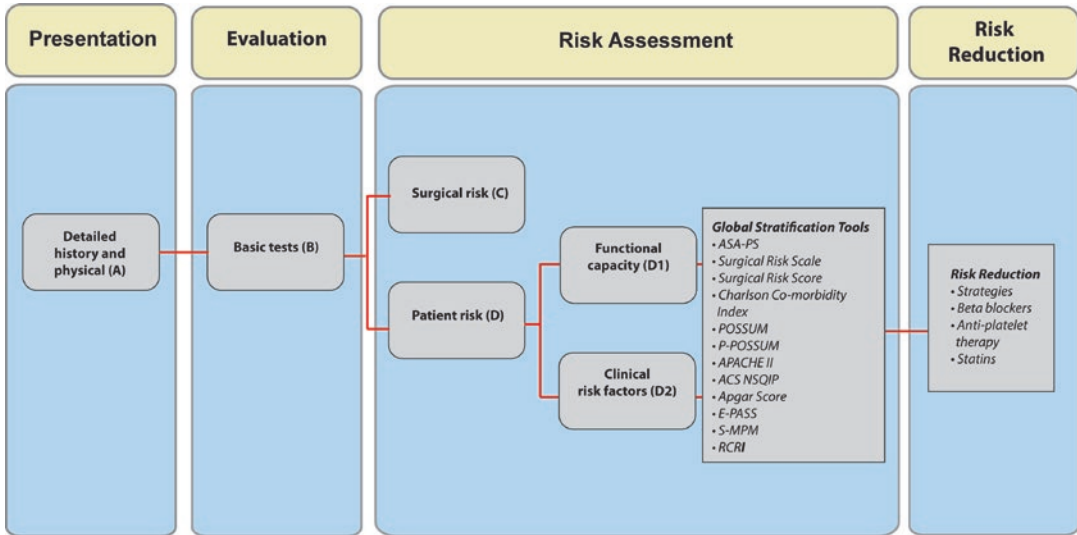 Presentation
Evaluation
Risk Assessment
Risk
Reduction
Detailed
history and
physical (A)
Basic tests (B)
Surgical risk (C)
Patient risk (D)
Functional
capacity (D1)
Clinical
risk factors (D2)
Global Stratification Tools
• ASA-PS
• Surgical Risk Scale
• Surgical Risk Score
• Charlson Co-morbidity
Index
• POSSUM
• P-POSSUM
• APACHE II
• ACS NSQIP
• Apgar Score
• E-PASS
• S-MPM
• RCRI
Risk Reduction
• Strategies
• Beta blockers
• Anti-platelet
therapy
• Statins